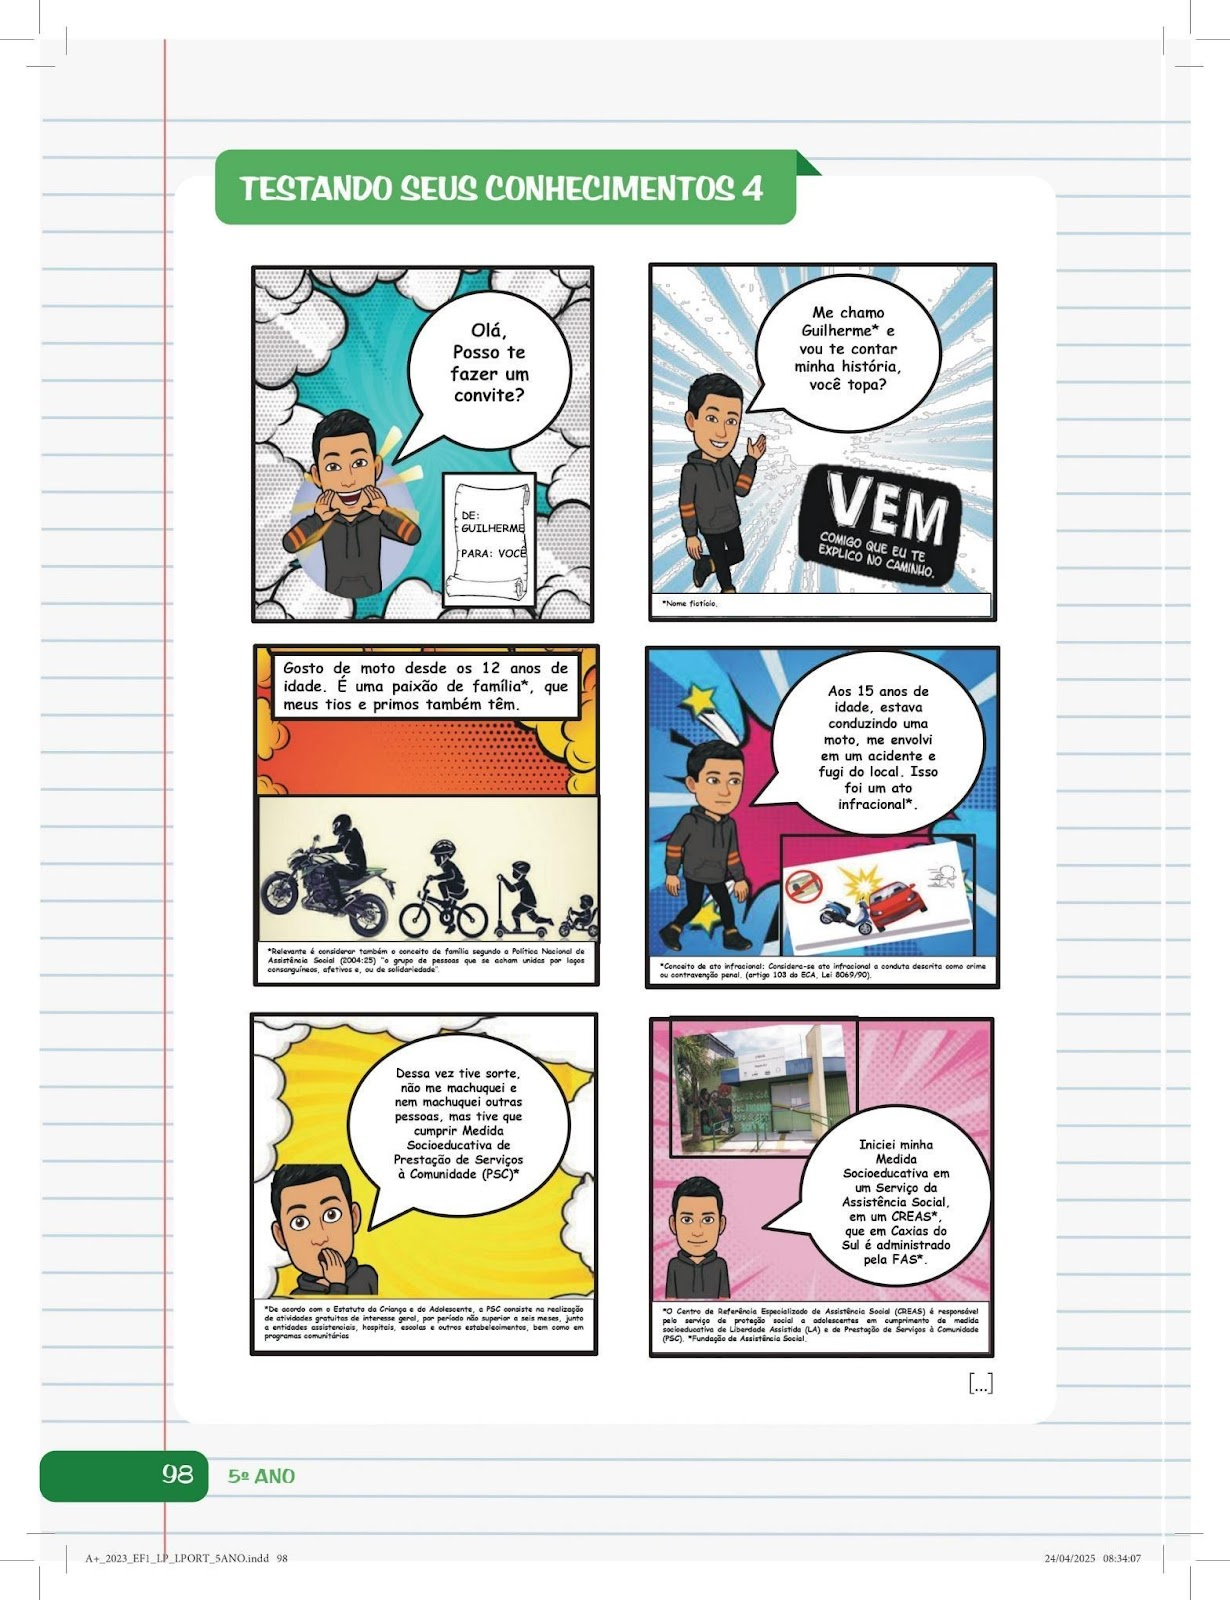 TESTANDO SEUS CONHECIMENTOS 4
Olá,
Posso te
fazer um
convite?
DE:
GUILHERME
PARA: VOCÊ
Me chamo
Guilherme* e
vou te contar
minha história,
você topa?
VEM
COMIGO QUE EU TE
EXPLICO NO CAMINHO.
*Nome fictício.
Gosto de moto desde os 12 anos de
idade. É uma paixão de família*, que
meus tios e primos também têm.
*Relevante é considerar também o conceito de família segundo a Política Nacional de
Assistência Social (2004:25) "o grupo de pessoas que se acham unidas por laços
consanguíneos, afetivos e, ou de solidariedade".
Aos 15 anos de
idade, estava
conduzindo uma
moto, me envolvi
em um acidente e
fugi do local. Isso
foi um ato
infracional*.
*Conceito de ato infracional: Considera-se ato infracional a conduta descrita como crime
ou contravenção penal. (artigo 103 do ECA, Lei 8069/90).
Dessa vez tive sorte,
não me machuquei e
nem machuquei outras
pessoas, mas tive que
cumprir Medida
Socioeducativa de
Prestação de Serviços
à Comunidade (PSC)*
*De acordo com o Estatuto da Criança e do Adolescente, a PSC consiste na realização
de atividades gratuitas de interesse geral, por período não superior a seis meses, junto
a entidades assistenciais, hospitais, escolas e outros estabelecimentos, bem como em
programas comunitários
Iniciei minha
Medida
Socioeducativa em
um Serviço da
Assistência Social,
em um CREAS*,
que em Caxias do
Sul é administrado
pela FAS*.
*O Centro de Referência Especializado de Assistência Social (CREAS) é responsável
pelo serviço de proteção social a adolescentes em cumprimento de medida
socioeducativa de Liberdade Assistida (LA) e de Prestação de Serviços à Comunidade
(PSC). *Fundação de Assistência Social.
[...]
98 5º ANO
A+_2023_EF1_LP_LPORT_5ANO.indd 98
24/04/2025 08:34:07